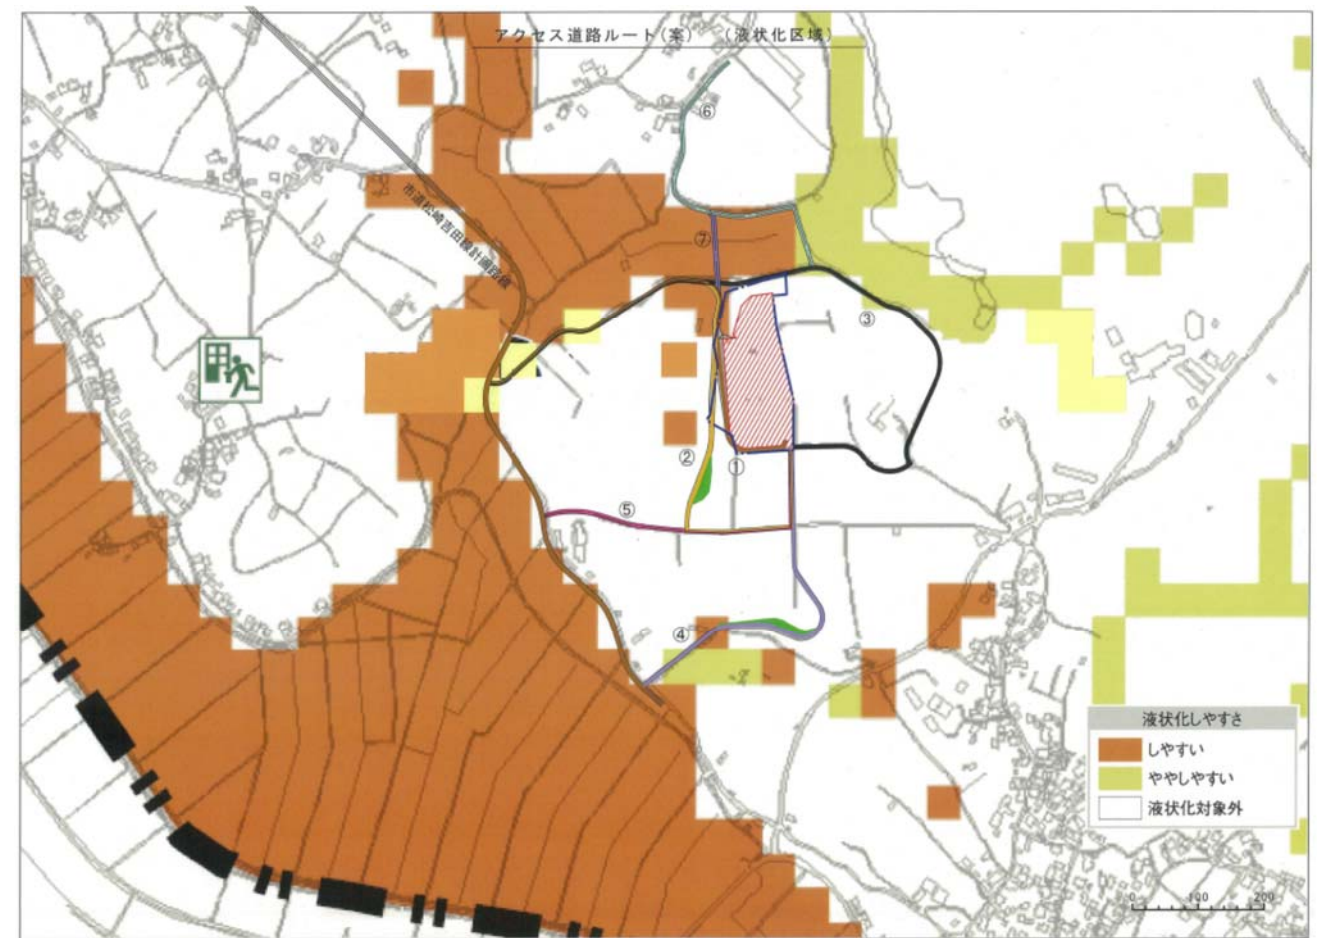 アクセス道路ルート(案) (液状化区域)
⑥
市道松崎吉田線計画路線
⑦
③
②
①
⑤
④
液状化しやすさ
しやすい
ややしやすい
液状化対象外
0 100 200